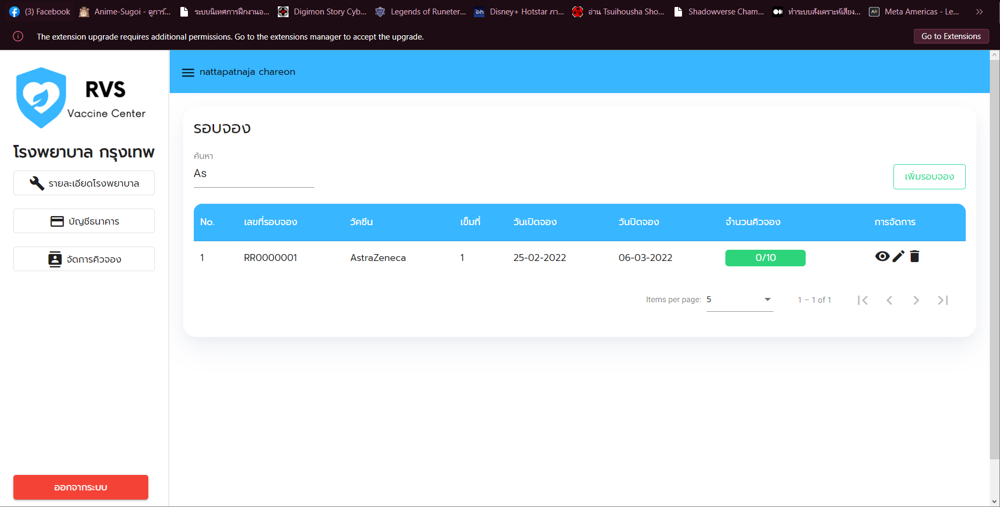 (3) Facebook
Anime-Sugoi - ดูการ์...
ระบบนิเทศการฝึกงานอ...
Digimon Story Cyb...
Legends of Runeter...
Disney+ Hotstar ภา...
อ่าน Tsuihousha Sho...
Shadowverse Cham...
ทำระบบสังเคราะห์เสียง...
Meta Americas - Le...
The extension upgrade requires additional permissions. Go to the extensions manager to accept the upgrade.
Go to Extensions
RVS
Vaccine Center
โรงพยาบาล กรุงเทพ
รายละเอียดโรงพยาบาล
บัญชีธนาคาร
จัดการคิวจอง
ออกจากระบบ
nattapatnaja chareon
รอบจอง
ค้นหา
As
เพิ่มรอบจอง
No. เลขที่รอบจอง วัคซีน เข็มที่ วันเปิดจอง วันปิดจอง จำนวนคิวจอง การจัดการ
1 RR0000001 AstraZeneca 1 25-02-2022 06-03-2022 0/10
Items per page: 5 1 – 1 of 1